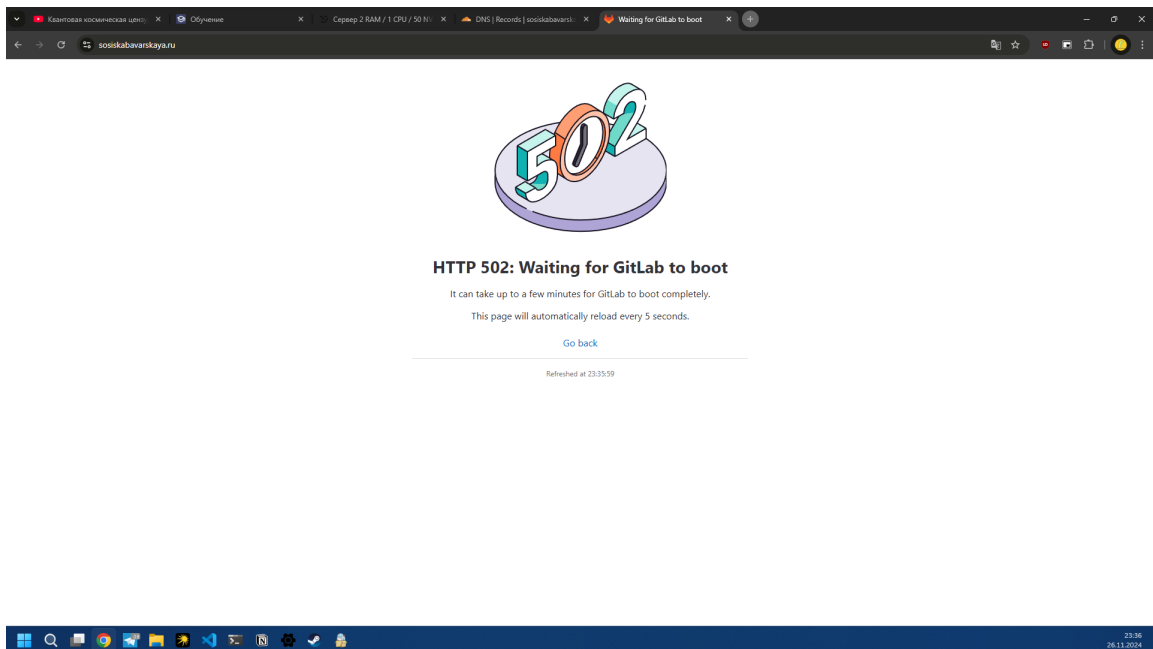 Квантовая космическая ценз
Обучение
Сервер 2 RAM / 1 CPU / 50 NV
DNS | Records | sosiskabavarsk
Waiting for GitLab to boot
sosiskabavarskaya.ru
502
HTTP 502: Waiting for GitLab to boot
It can take up to a few minutes for GitLab to boot completely.
This page will automatically reload every 5 seconds.
Go back
Refreshed at 23:35:59
23:36
26.11.2024